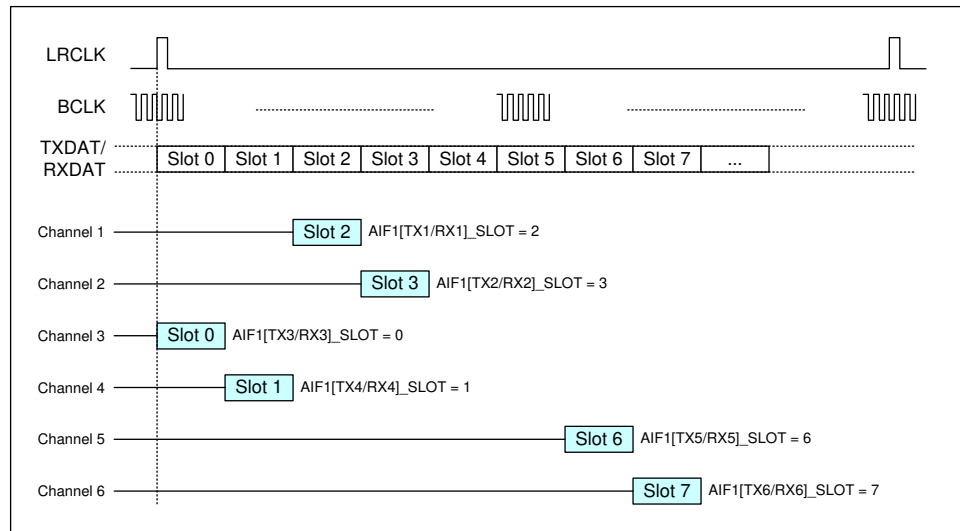 LRCLK
BCLK
TXDAT/
RXDAT
Slot 0 Slot 1 Slot 2 Slot 3 Slot 4 Slot 5 Slot 6 Slot 7 ...
Channel 1 Slot 2 AIF1[TX1/RX1]_SLOT = 2
Channel 2 Slot 3 AIF1[TX2/RX2]_SLOT = 3
Channel 3 Slot 0 AIF1[TX3/RX3]_SLOT = 0
Channel 4 Slot 1 AIF1[TX4/RX4]_SLOT = 1
Channel 5 Slot 6 AIF1[TX5/RX5]_SLOT = 6
Channel 6 Slot 7 AIF1[TX6/RX6]_SLOT = 7